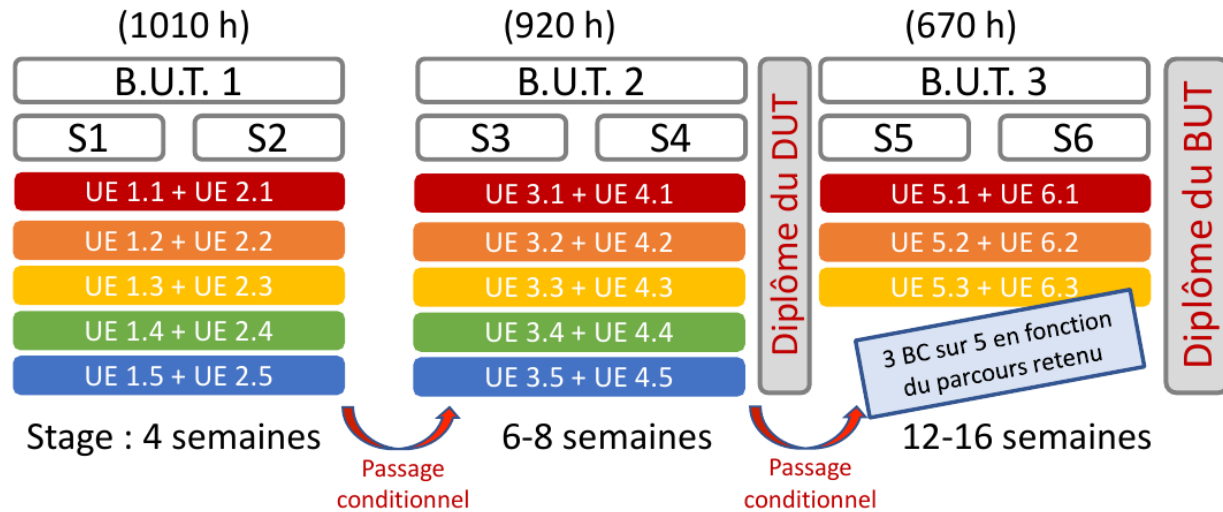 (1010 h)
(920 h)
(670 h)
B.U.T. 1
B.U.T. 2
B.U.T. 3
S1
S2
S3
S4
S5
S6
UE 1.1 + UE 2.1
UE 1.2 + UE 2.2
UE 1.3 + UE 2.3
UE 1.4 + UE 2.4
UE 1.5 + UE 2.5
Stage : 4 semaines
UE 3.1 + UE 4.1
UE 3.2 + UE 4.2
UE 3.3 + UE 4.3
UE 3.4 + UE 4.4
UE 3.5 + UE 4.5
6-8 semaines
Diplôme du DUT
UE 5.1 + UE 6.1
UE 5.2 + UE 6.2
UE 5.3 + UE 6.3
3 BC sur 5 en fonction
du parcours retenu
12-16 semaines
Diplôme du BUT
Passage
conditionnel
Passage
conditionnel